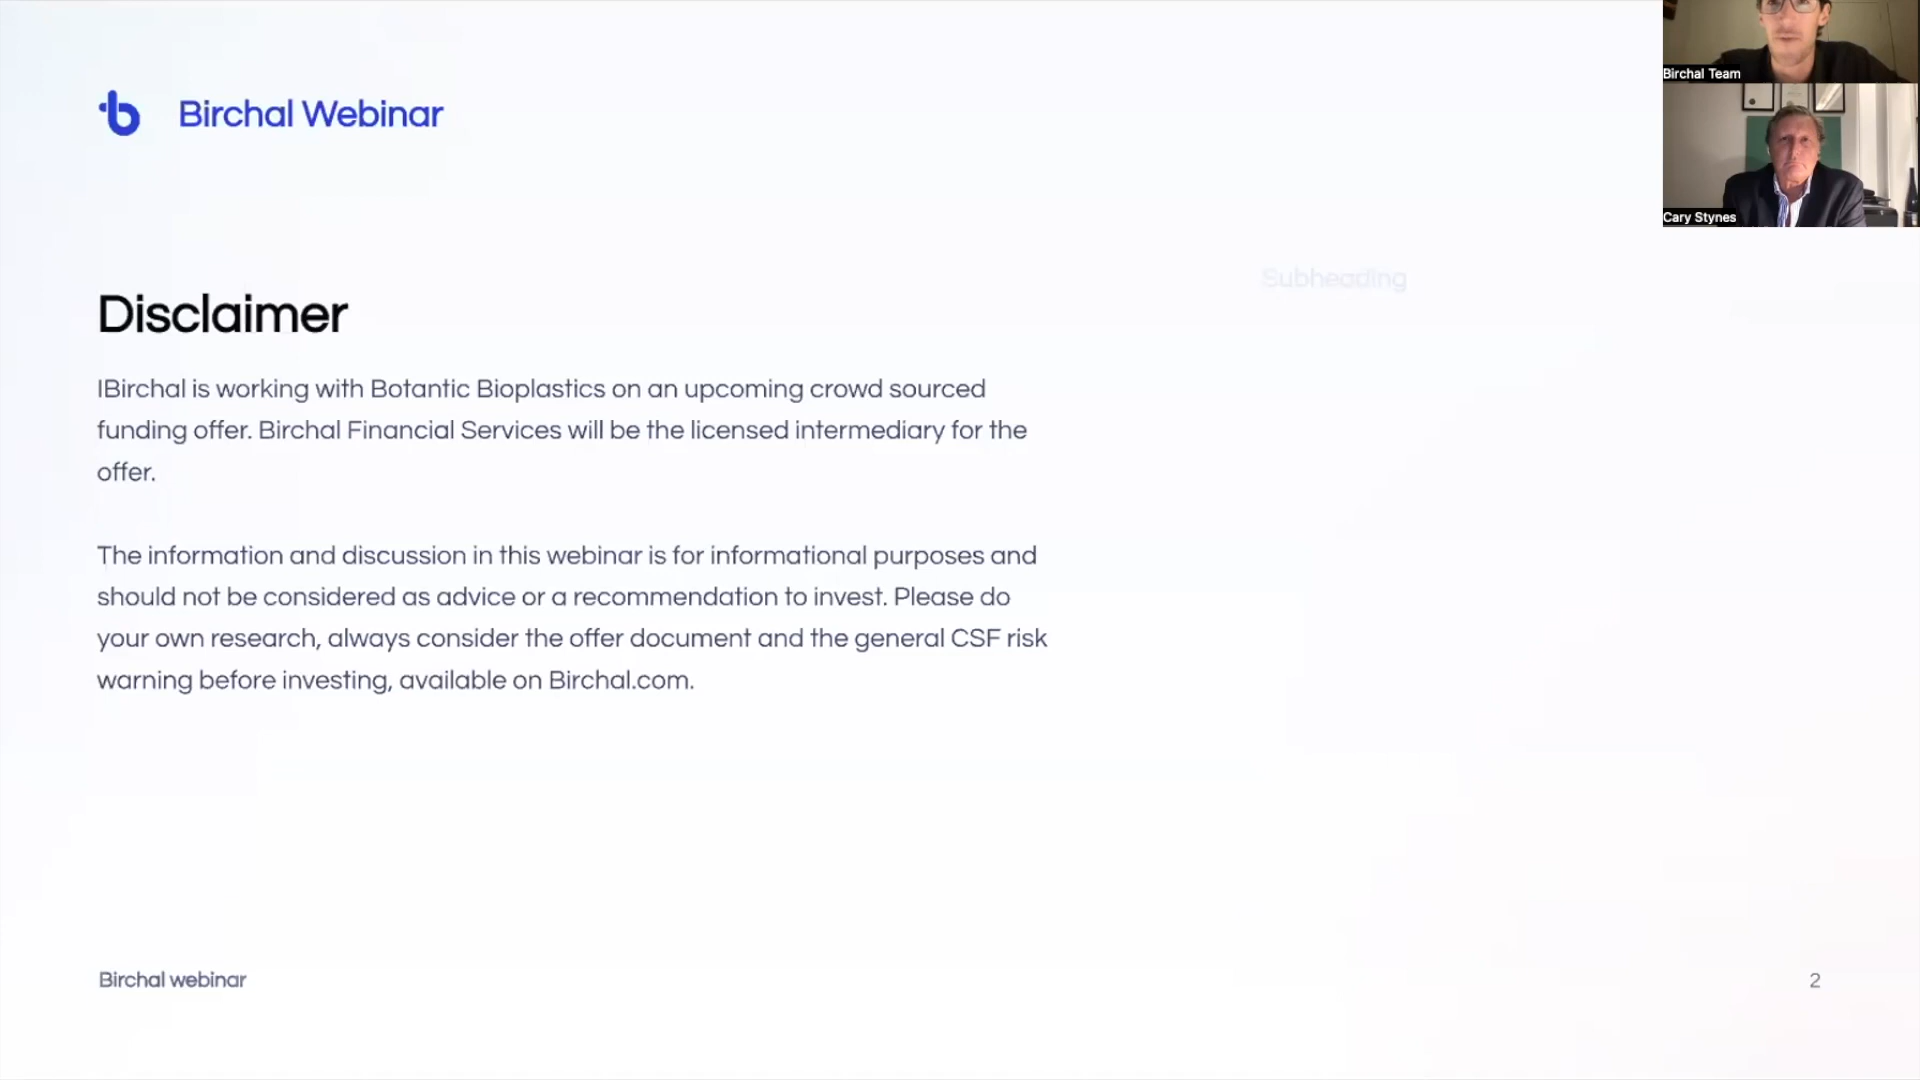 Birchal Webinar
Birchal Team
Cary Stynes
Subheading
Disclaimer
IBirchal is working with Botantic Bioplastics on an upcoming crowd sourced
funding offer. Birchal Financial Services will be the licensed intermediary for the
offer.
The information and discussion in this webinar is for informational purposes and
should not be considered as advice or a recommendation to invest. Please do
your own research, always consider the offer document and the general CSF risk
warning before investing, available on Birchal.com.
Birchal webinar
2